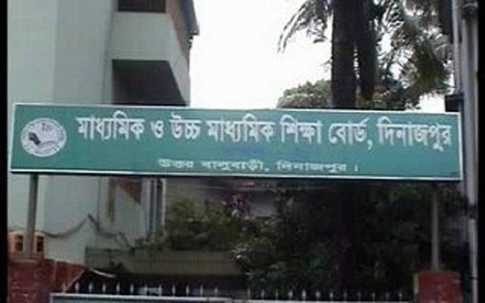 মাধ্যমিক ও উচ্চ মাধ্যমিক শিক্ষা বোর্ড, দিনাজপুর
উত্তর বালুবাড়ী, দিনাজপুর ।